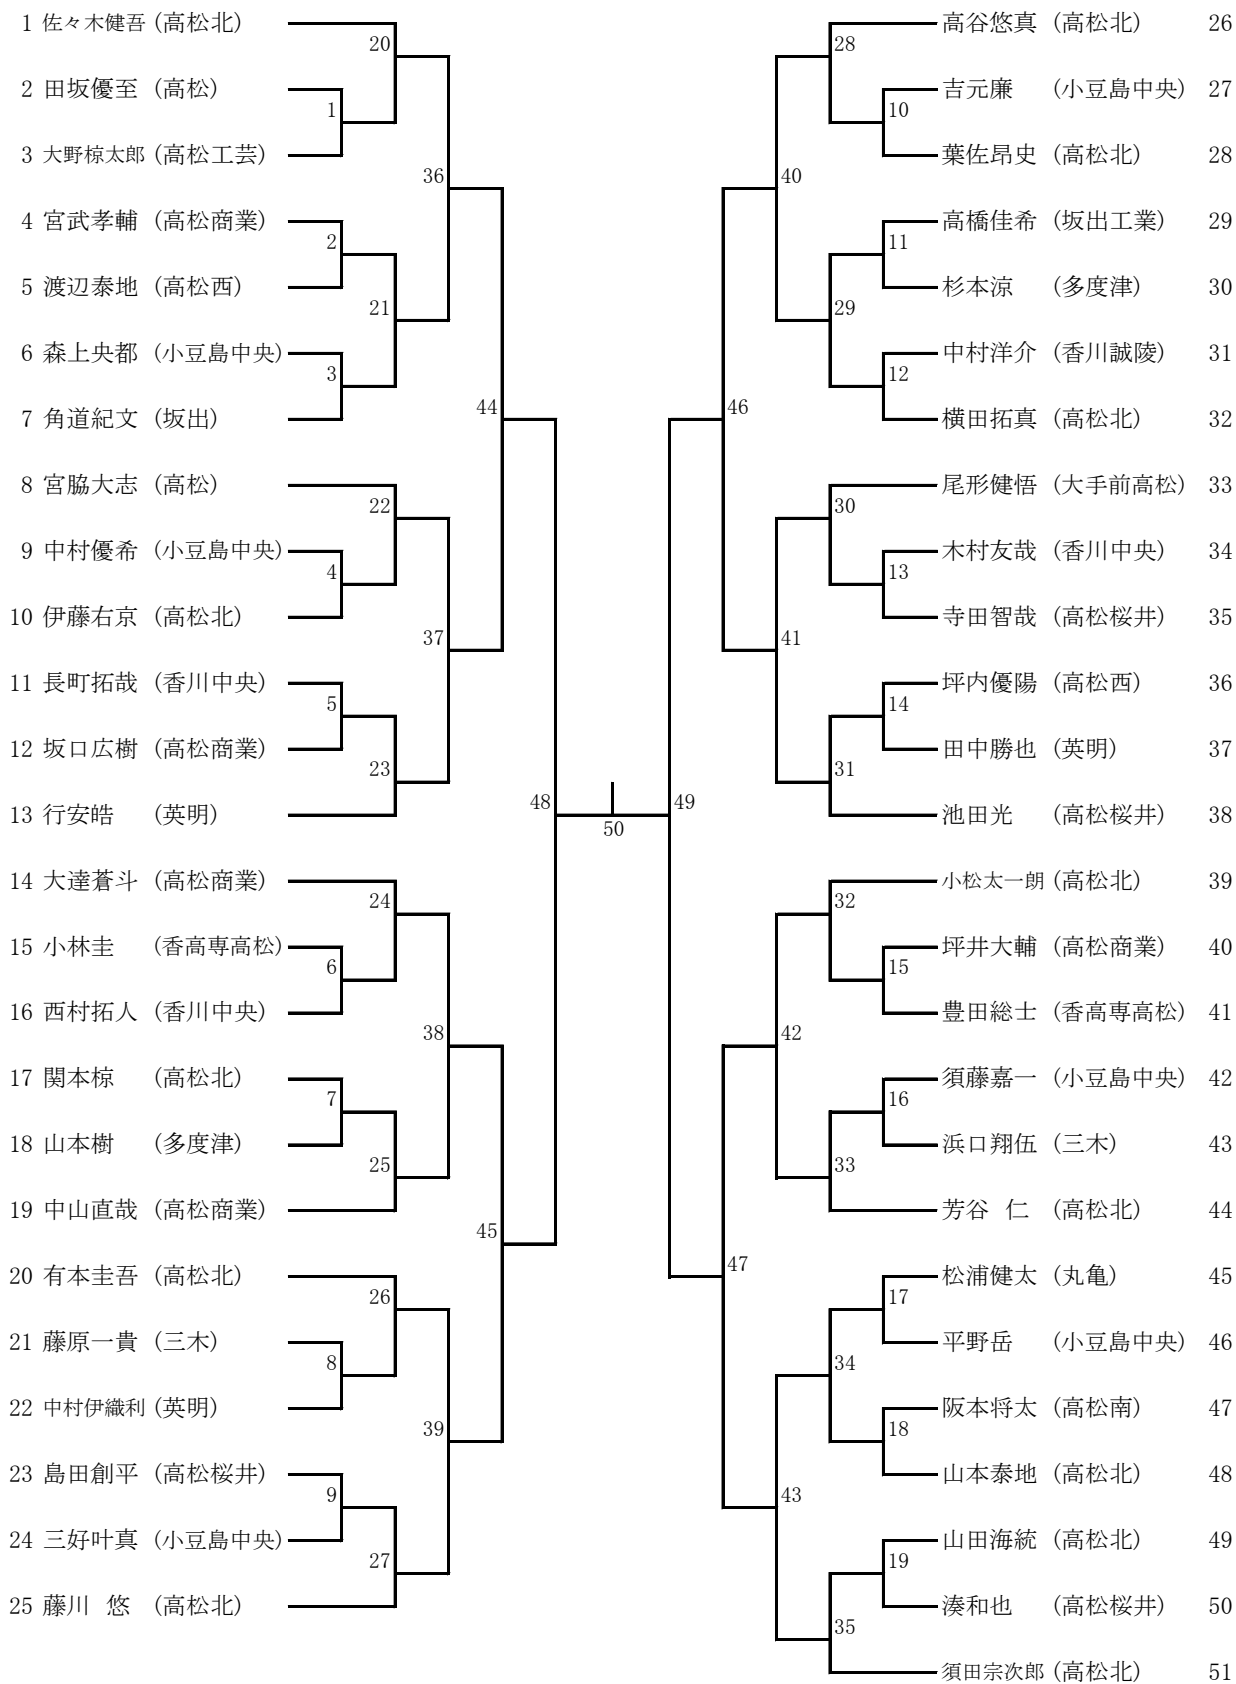 1 佐々木健吾 (高松北)
20
2 田坂優至 (高松)
1
3 大野椋太郎 (高松工芸)
36
4 宮武孝輔 (高松商業)
2
5 渡辺泰地 (高松西)
21
6 森上央都 (小豆島中央)
3
7 角道紀文 (坂出)
44
8 宮脇大志 (高松)
22
9 中村優希 (小豆島中央)
4
10 伊藤右京 (高松北)
37
11 長町拓哉 (香川中央)
5
12 坂口広樹 (高松商業)
23
13 行安皓 (英明)
48
50
14 大達蒼斗 (高松商業)
24
15 小林圭 (香高専高松)
6
16 西村拓人 (香川中央)
38
17 関本椋 (高松北)
7
18 山本樹 (多度津)
25
19 中山直哉 (高松商業)
45
20 有本圭吾 (高松北)
26
21 藤原一貴 (三木)
8
22 中村伊織利 (英明)
39
23 島田創平 (高松桜井)
9
24 三好叶真 (小豆島中央)
27
25 藤川 悠 (高松北)
高谷悠真 (高松北) 26
28
吉元廉 (小豆島中央) 27
10
葉佐昂史 (高松北) 28
40
高橋佳希 (坂出工業) 29
11
杉本涼 (多度津) 30
29
中村洋介 (香川誠陵) 31
12
横田拓真 (高松北) 32
46
尾形健悟 (大手前高松) 33
30
木村友哉 (香川中央) 34
13
寺田智哉 (高松桜井) 35
41
坪内優陽 (高松西) 36
14
田中勝也 (英明) 37
31
池田光 (高松桜井) 38
49
小松太一朗 (高松北) 39
32
坪井大輔 (高松商業) 40
15
豊田総士 (香高専高松) 41
42
須藤嘉一 (小豆島中央) 42
16
浜口翔伍 (三木) 43
33
芳谷 仁 (高松北) 44
47
松浦健太 (丸亀) 45
17
平野岳 (小豆島中央) 46
34
阪本将太 (高松南) 47
18
山本泰地 (高松北) 48
43
山田海統 (高松北) 49
19
湊和也 (高松桜井) 50
35
須田宗次郎 (高松北) 51